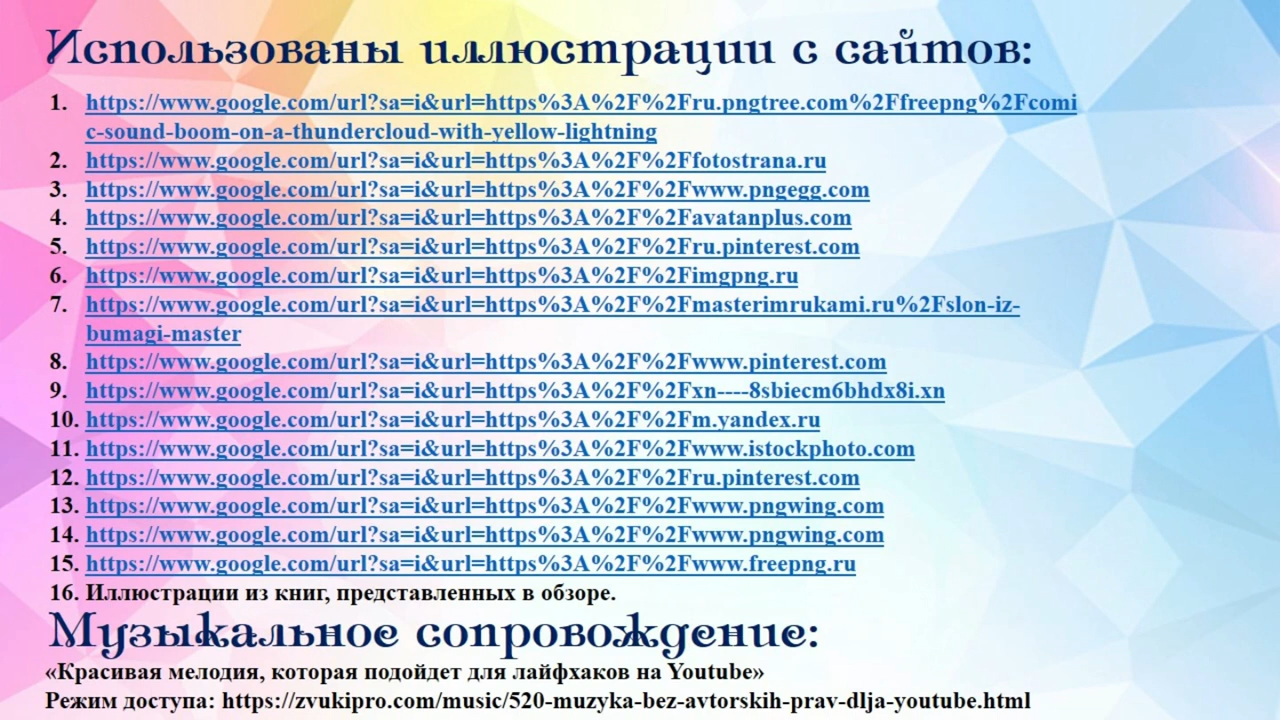 Использованы иллюстрации с сайтов:
1. https://www.google.com/url?sa=i&url=https%3A%2F%2Fru.pngtree.com%2Ffreepng%2Fcomi
c-sound-boom-on-a-thundercloud-with-yellow-lightning
2. https://www.google.com/url?sa=i&url=https%3A%2F%2Ffotostrana.ru
3. https://www.google.com/url?sa=i&url=https%3A%2F%2Fwww.pngegg.com
4. https://www.google.com/url?sa=i&url=https%3A%2F%2Favatanplus.com
5. https://www.google.com/url?sa=i&url=https%3A%2F%2Fru.pinterest.com
6. https://www.google.com/url?sa=i&url=https%3A%2F%2Fimgpng.ru
7. https://www.google.com/url?sa=i&url=https%3A%2F%2Fmasterimrukami.ru%2Fslon-iz-
bumagi-master
8. https://www.google.com/url?sa=i&url=https%3A%2F%2Fwww.pinterest.com
9. https://www.google.com/url?sa=i&url=https%3A%2F%2Fxn----8sbiecm6bhdx8i.xn
10. https://www.google.com/url?sa=i&url=https%3A%2F%2Fm.yandex.ru
11. https://www.google.com/url?sa=i&url=https%3A%2F%2Fwww.istockphoto.com
12. https://www.google.com/url?sa=i&url=https%3A%2F%2Fru.pinterest.com
13. https://www.google.com/url?sa=i&url=https%3A%2F%2Fwww.pngwing.com
14. https://www.google.com/url?sa=i&url=https%3A%2F%2Fwww.pngwing.com
15. https://www.google.com/url?sa=i&url=https%3A%2F%2Fwww.freepng.ru
16. Иллюстрации из книг, представленных в обзоре.
Музыкальное сопровождение:
«Красивая мелодия, которая подойдет для лайфхаков на Youtube»
Режим доступа: https://zvukipro.com/music/520-muzyka-bez-avtorskih-prav-dlja-youtube.html